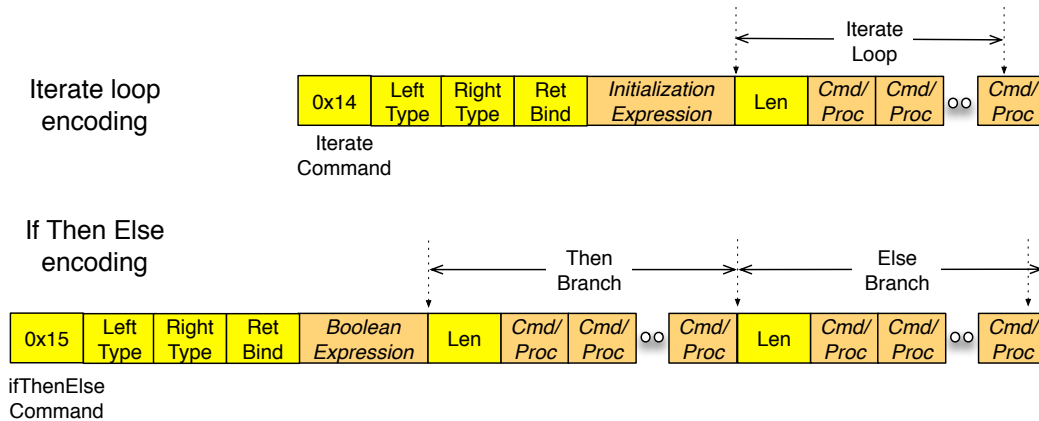 Iterate
Loop
Iterate loop
encoding
0x14
Left
Type
Right
Type
Ret
Bind
Initialization
Expression
Len
Cmd/
Proc
Cmd/
Proc
Cmd/
Proc
Iterate
Command
If Then Else
encoding
Then
Branch
Else
Branch
0x15
Left
Type
Right
Type
Ret
Bind
Boolean
Expression
Len
Cmd/
Proc
Cmd/
Proc
Cmd/
Proc
Len
Cmd/
Proc
Cmd/
Proc
Cmd/
Proc
ifThenElse
Command